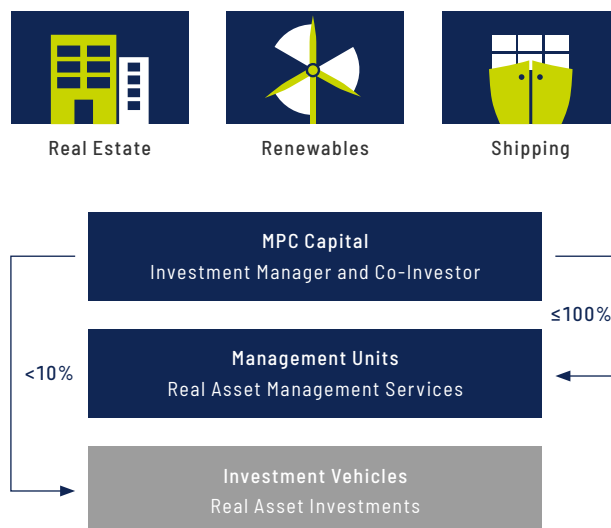 Real Estate
Renewables
Shipping
MPC Capital
Investment Manager and Co-Investor
≤100%
Management Units
<10%
Real Asset Management Services
Investment Vehicles
Real Asset Investments